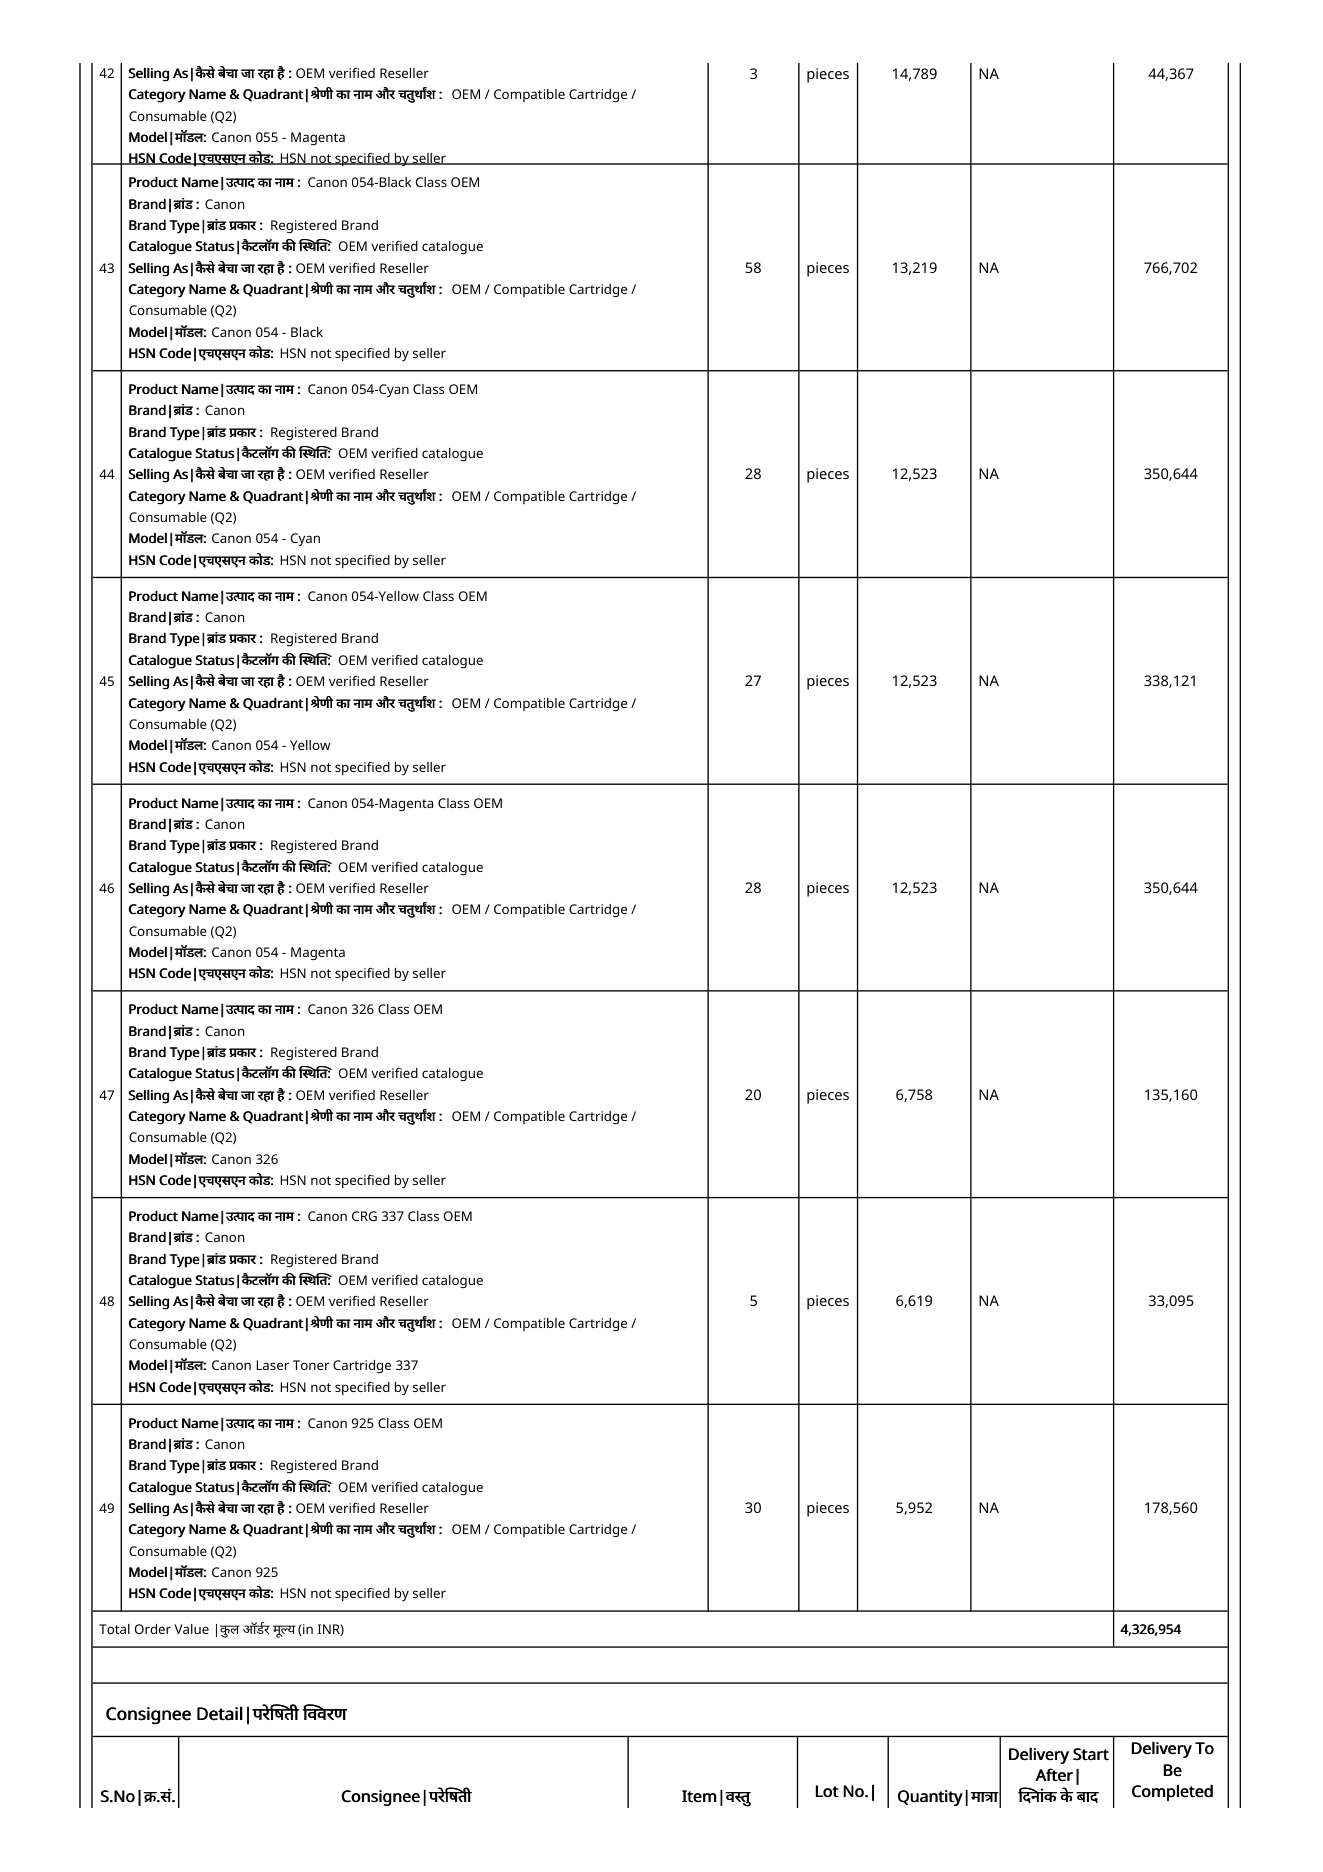 42 Selling As|कैसे बेचा जा रहा है : OEM verified Reseller 3 pieces 14,789 NA 44,367
Category Name & Quadrant|श्रेणी का नाम और चतुर्थांश : OEM / Compatible Cartridge /
Consumable (Q2)
Model|मॉडल: Canon 055 - Magenta
HSN Code|एचएसएन कोड: HSN not specified by seller
Product Name|उत्पाद का नाम : Canon 054-Black Class OEM
Brand|ब्रांड : Canon
Brand Type|ब्रांड प्रकार : Registered Brand
Catalogue Status|कैटलॉग की स्थिति: OEM verified catalogue
43 Selling As|कैसे बेचा जा रहा है : OEM verified Reseller 58 pieces 13,219 NA 766,702
Category Name & Quadrant|श्रेणी का नाम और चतुर्थांश : OEM / Compatible Cartridge /
Consumable (Q2)
Model|मॉडल: Canon 054 - Black
HSN Code|एचएसएन कोड: HSN not specified by seller
Product Name|उत्पाद का नाम : Canon 054-Cyan Class OEM
Brand|ब्रांड : Canon
Brand Type|ब्रांड प्रकार : Registered Brand
Catalogue Status|कैटलॉग की स्थिति: OEM verified catalogue
44 Selling As|कैसे बेचा जा रहा है : OEM verified Reseller 28 pieces 12,523 NA 350,644
Category Name & Quadrant|श्रेणी का नाम और चतुर्थांश : OEM / Compatible Cartridge /
Consumable (Q2)
Model|मॉडल: Canon 054 - Cyan
HSN Code|एचएसएन कोड: HSN not specified by seller
Product Name|उत्पाद का नाम : Canon 054-Yellow Class OEM
Brand|ब्रांड : Canon
Brand Type|ब्रांड प्रकार : Registered Brand
Catalogue Status|कैटलॉग की स्थिति: OEM verified catalogue
45 Selling As|कैसे बेचा जा रहा है : OEM verified Reseller 27 pieces 12,523 NA 338,121
Category Name & Quadrant|श्रेणी का नाम और चतुर्थांश : OEM / Compatible Cartridge /
Consumable (Q2)
Model|मॉडल: Canon 054 - Yellow
HSN Code|एचएसएन कोड: HSN not specified by seller
Product Name|उत्पाद का नाम : Canon 054-Magenta Class OEM
Brand|ब्रांड : Canon
Brand Type|ब्रांड प्रकार : Registered Brand
Catalogue Status|कैटलॉग की स्थिति: OEM verified catalogue
46 Selling As|कैसे बेचा जा रहा है : OEM verified Reseller 28 pieces 12,523 NA 350,644
Category Name & Quadrant|श्रेणी का नाम और चतुर्थांश : OEM / Compatible Cartridge /
Consumable (Q2)
Model|मॉडल: Canon 054 - Magenta
HSN Code|एचएसएन कोड: HSN not specified by seller
Product Name|उत्पाद का नाम : Canon 326 Class OEM
Brand|ब्रांड : Canon
Brand Type|ब्रांड प्रकार : Registered Brand
Catalogue Status|कैटलॉग की स्थिति: OEM verified catalogue
47 Selling As|कैसे बेचा जा रहा है : OEM verified Reseller 20 pieces 6,758 NA 135,160
Category Name & Quadrant|श्रेणी का नाम और चतुर्थांश : OEM / Compatible Cartridge /
Consumable (Q2)
Model|मॉडल: Canon 326
HSN Code|एचएसएन कोड: HSN not specified by seller
Product Name|उत्पाद का नाम : Canon CRG 337 Class OEM
Brand|ब्रांड : Canon
Brand Type|ब्रांड प्रकार : Registered Brand
Catalogue Status|कैटलॉग की स्थिति: OEM verified catalogue
48 Selling As|कैसे बेचा जा रहा है : OEM verified Reseller 5 pieces 6,619 NA 33,095
Category Name & Quadrant|श्रेणी का नाम और चतुर्थांश : OEM / Compatible Cartridge /
Consumable (Q2)
Model|मॉडल: Canon Laser Toner Cartridge 337
HSN Code|एचएसएन कोड: HSN not specified by seller
Product Name|उत्पाद का नाम : Canon 925 Class OEM
Brand|ब्रांड : Canon
Brand Type|ब्रांड प्रकार : Registered Brand
Catalogue Status|कैटलॉग की स्थिति: OEM verified catalogue
49 Selling As|कैसे बेचा जा रहा है : OEM verified Reseller 30 pieces 5,952 NA 178,560
Category Name & Quadrant|श्रेणी का नाम और चतुर्थांश : OEM / Compatible Cartridge /
Consumable (Q2)
Model|मॉडल: Canon 925
HSN Code|एचएसएन कोड: HSN not specified by seller
Total Order Value |कुल ऑर्डर मूल्य (in INR) 4,326,954
Consignee Detail|परेषिती विवरण
S.No|क्र.सं. Consignee|परेषिती Item|वस्तु Lot No.| Quantity|मात्रा
Delivery Start
After|
दिनांक के बाद
Delivery To
Be
Completed